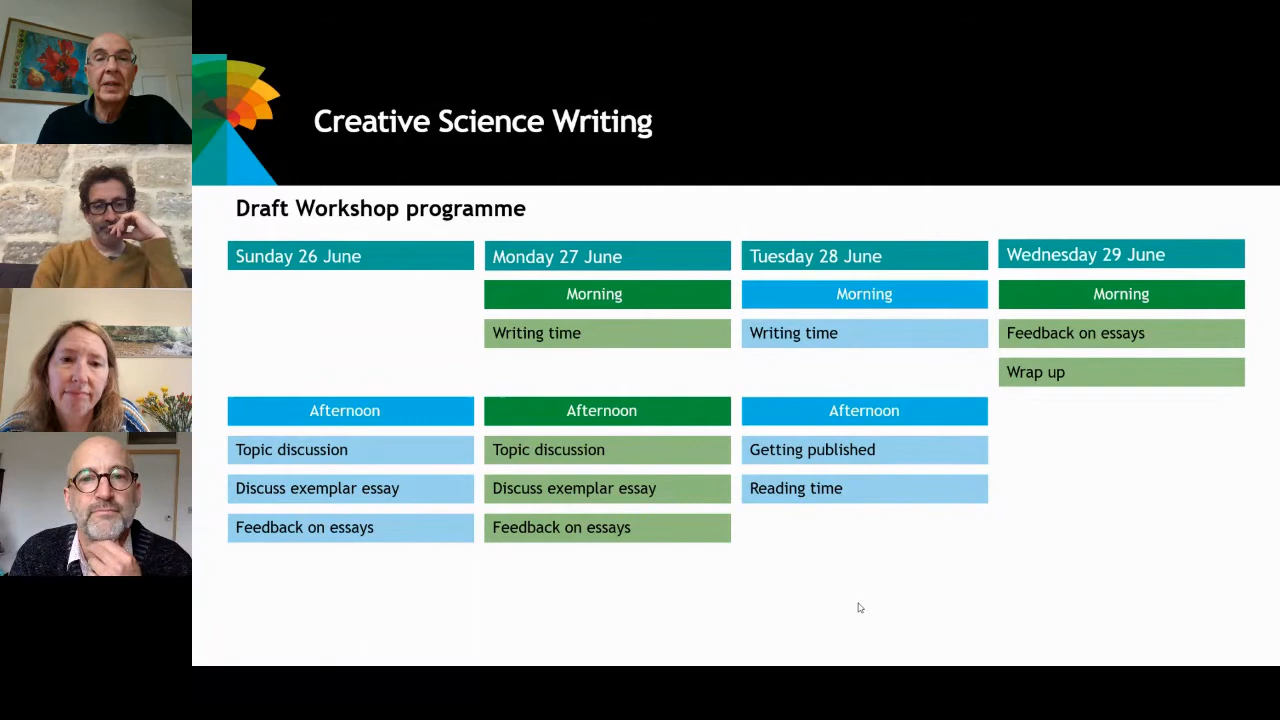 Creative Science Writing
Draft Workshop programme
Sunday 26 June
Monday 27 June
Tuesday 28 June
Wednesday 29 June
Morning
Morning
Morning
Writing time
Writing time
Feedback on essays
Wrap up
Afternoon
Afternoon
Afternoon
Topic discussion
Topic discussion
Getting published
Discuss exemplar essay
Discuss exemplar essay
Reading time
Feedback on essays
Feedback on essays